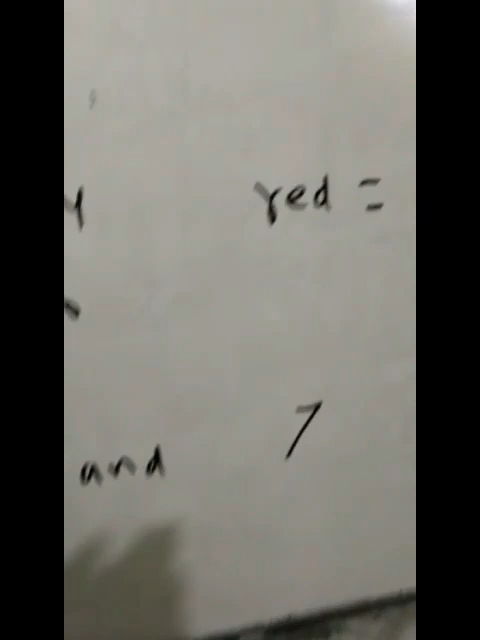 red =
and 7